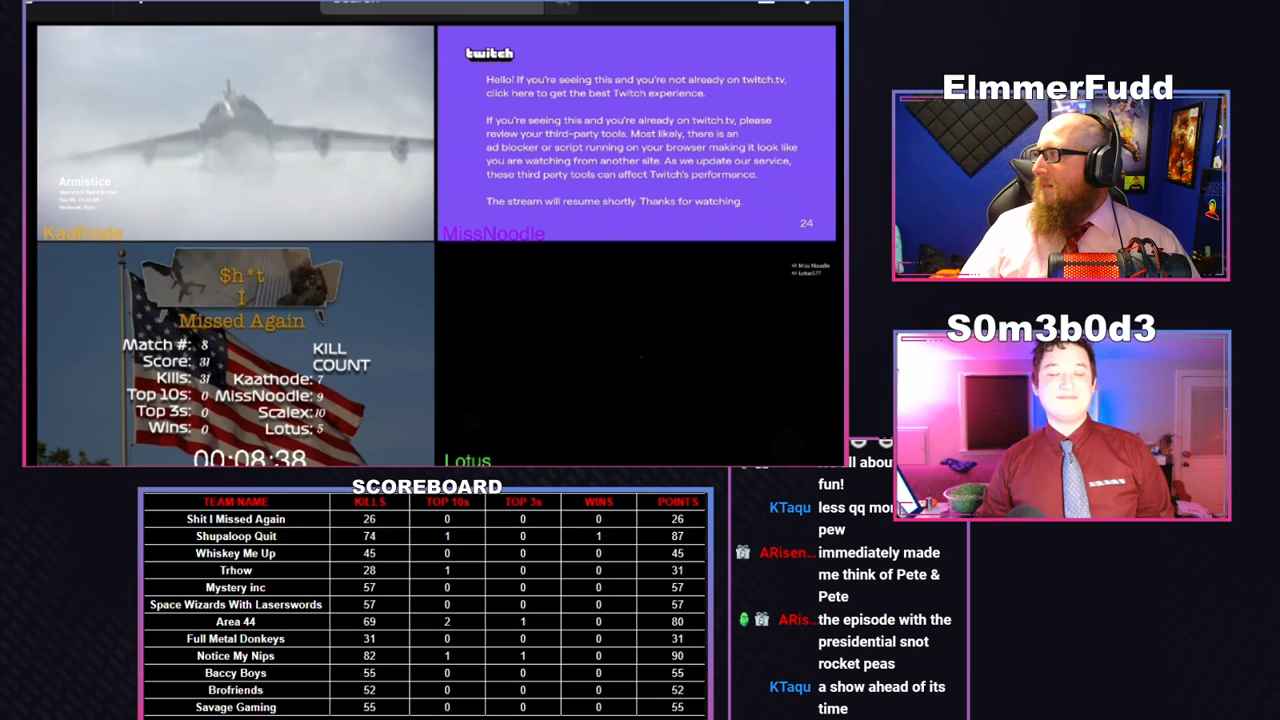 Search
Armistice
Kaathode
twitch
Hello! If you're seeing this and you're not already on twitch.tv,
click here to get the best Twitch experience.
If you're seeing this and you're already on twitch.tv, please
review your third-party tools. Most likely, there is an
ad blocker or script running on your browser making it look like
you are watching from another site. As we update our service,
these third party tools can affect Twitch's performance.
The stream will resume shortly. Thanks for watching.
24
MissNoodle
$h*t
I
Missed Again
Match #: 8
Score: 31
Kills: 31
Top 10s: 0
Top 3s: 0
Wins: 0
KILL
COUNT
Kaathode: 7
MissNoodle: 9
Scalex: 10
Lotus: 5
00:08:38
Miss Noodle
Lotus577
Lotus
ElmmerFudd
S0m3b0d3
SCOREBOARD
TEAM NAME KILLS TOP 10s TOP 3s WINS POINTS
Shit I Missed Again 26 0 0 0 26
Shupaloop Quit 74 1 0 1 87
Whiskey Me Up 45 0 0 0 45
Trhow 28 1 0 0 31
Mystery inc 57 0 0 0 57
Space Wizards With Laserswords 57 0 0 0 57
Area 44 69 2 1 0 80
Full Metal Donkeys 31 0 0 0 31
Notice My Nips 82 1 1 0 90
Baccy Boys 55 0 0 0 55
Brofriends 52 0 0 0 52
Savage Gaming 55 0 0 0 55
all abou
fun!
KTaqu less qq mor
pew
ARisen... immediately made
me think of Pete &
Pete
ARis... the episode with the
presidential snot
rocket peas
KTaqu a show ahead of its
time